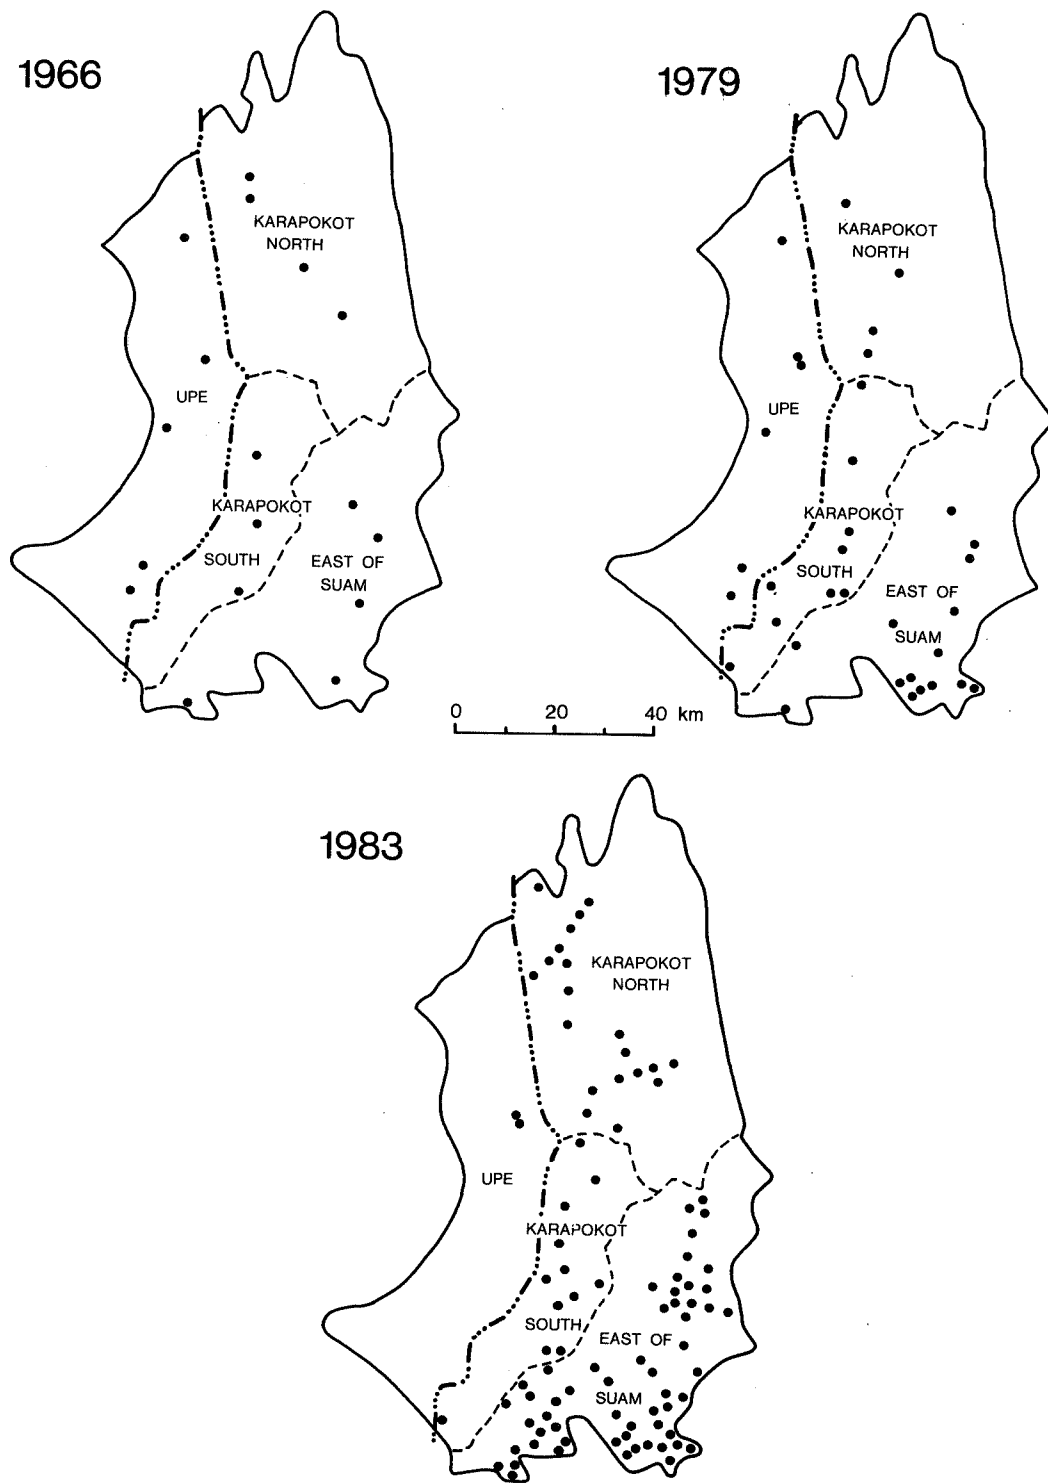 1966
KARAPOKOT
NORTH
UPE
KARAPOKOT
SOUTH
EAST OF
SUAM
1979
KARAPOKOT
NORTH
UPE
KARAPOKOT
SOUTH
EAST OF
SUAM
0 20 40 km
1983
KARAPOKOT
NORTH
UPE
KARAPOKOT
SOUTH
EAST OF
SUAM